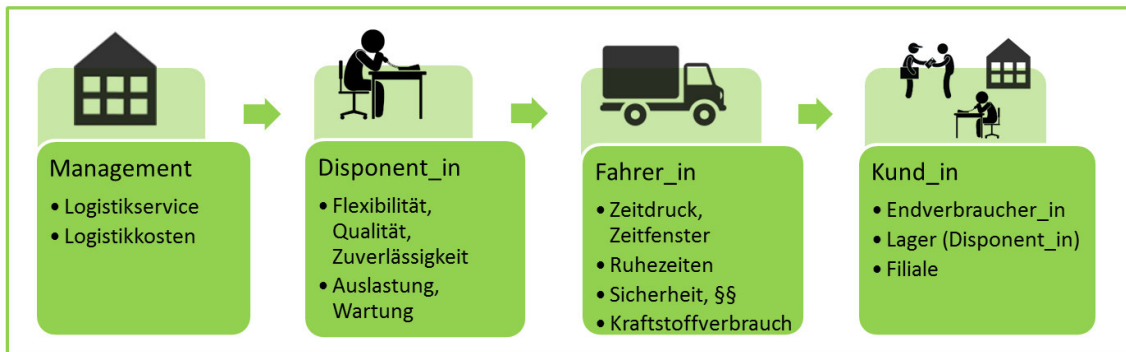 Management
• Logistikservice
• Logistikkosten
Disponent_in
• Flexibilität,
Qualität,
Zuverlässigkeit
• Auslastung,
Wartung
Fahrer_in
• Zeitdruck,
Zeitfenster
• Ruhezeiten
• Sicherheit, §§
• Kraftstoffverbrauch
Kund_in
• Endverbraucher_in
• Lager (Disponent_in)
• Filiale